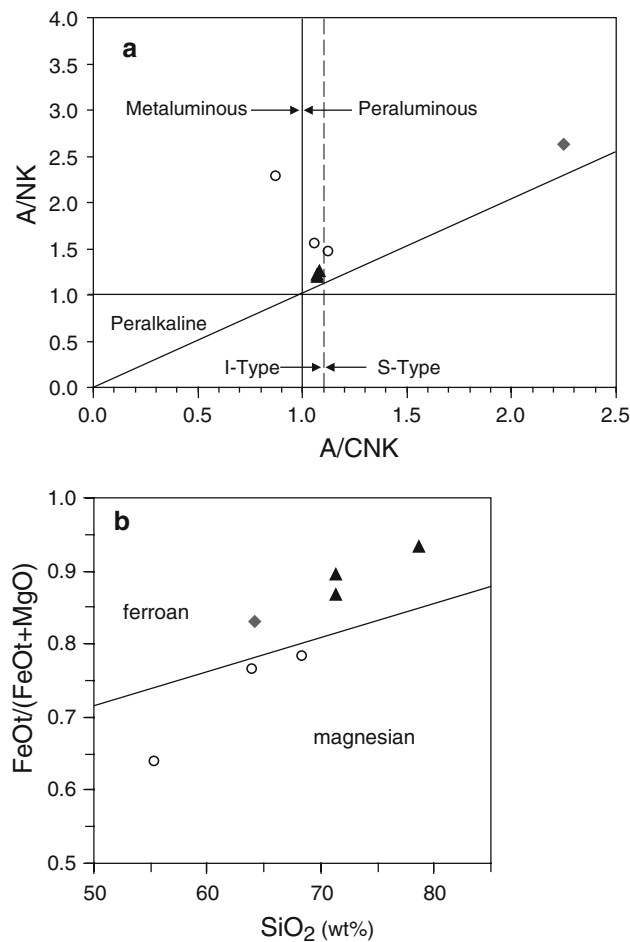 a
4.0
3.5
3.0
2.5
2.0
1.5
1.0
0.5
0.0
A/NK
Metaluminous
Peraluminous
Peralkaline
I-Type
S-Type
0.0 0.5 1.0 1.5 2.0 2.5
A/CNK
b
1.0
0.9
0.8
0.7
0.6
0.5
FeOt/(FeOt+MgO)
ferroan
magnesian
50 60 70 80
SiO2 (wt%)